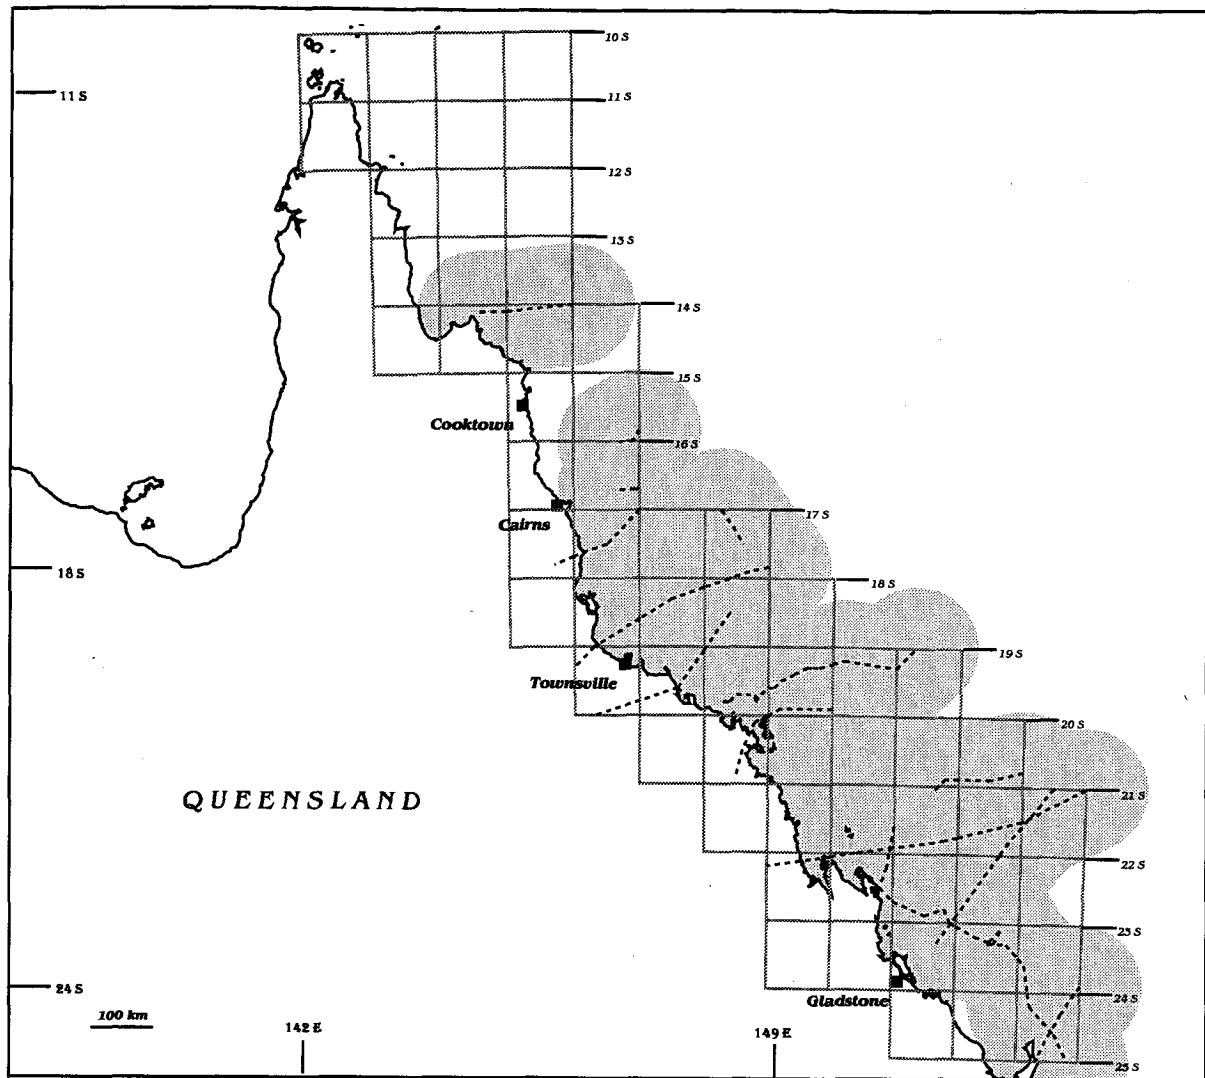 10 S
11 S
11 S
12 S
13 S
14 S
15 S
Cooktown
16 S
17 S
Cairns
18 S
18 S
19 S
Townsville
20 S
QUEENSLAND
21 S
22 S
23 S
24 S
24 S
Gladstone
100 km
142 E
149 E
25 S